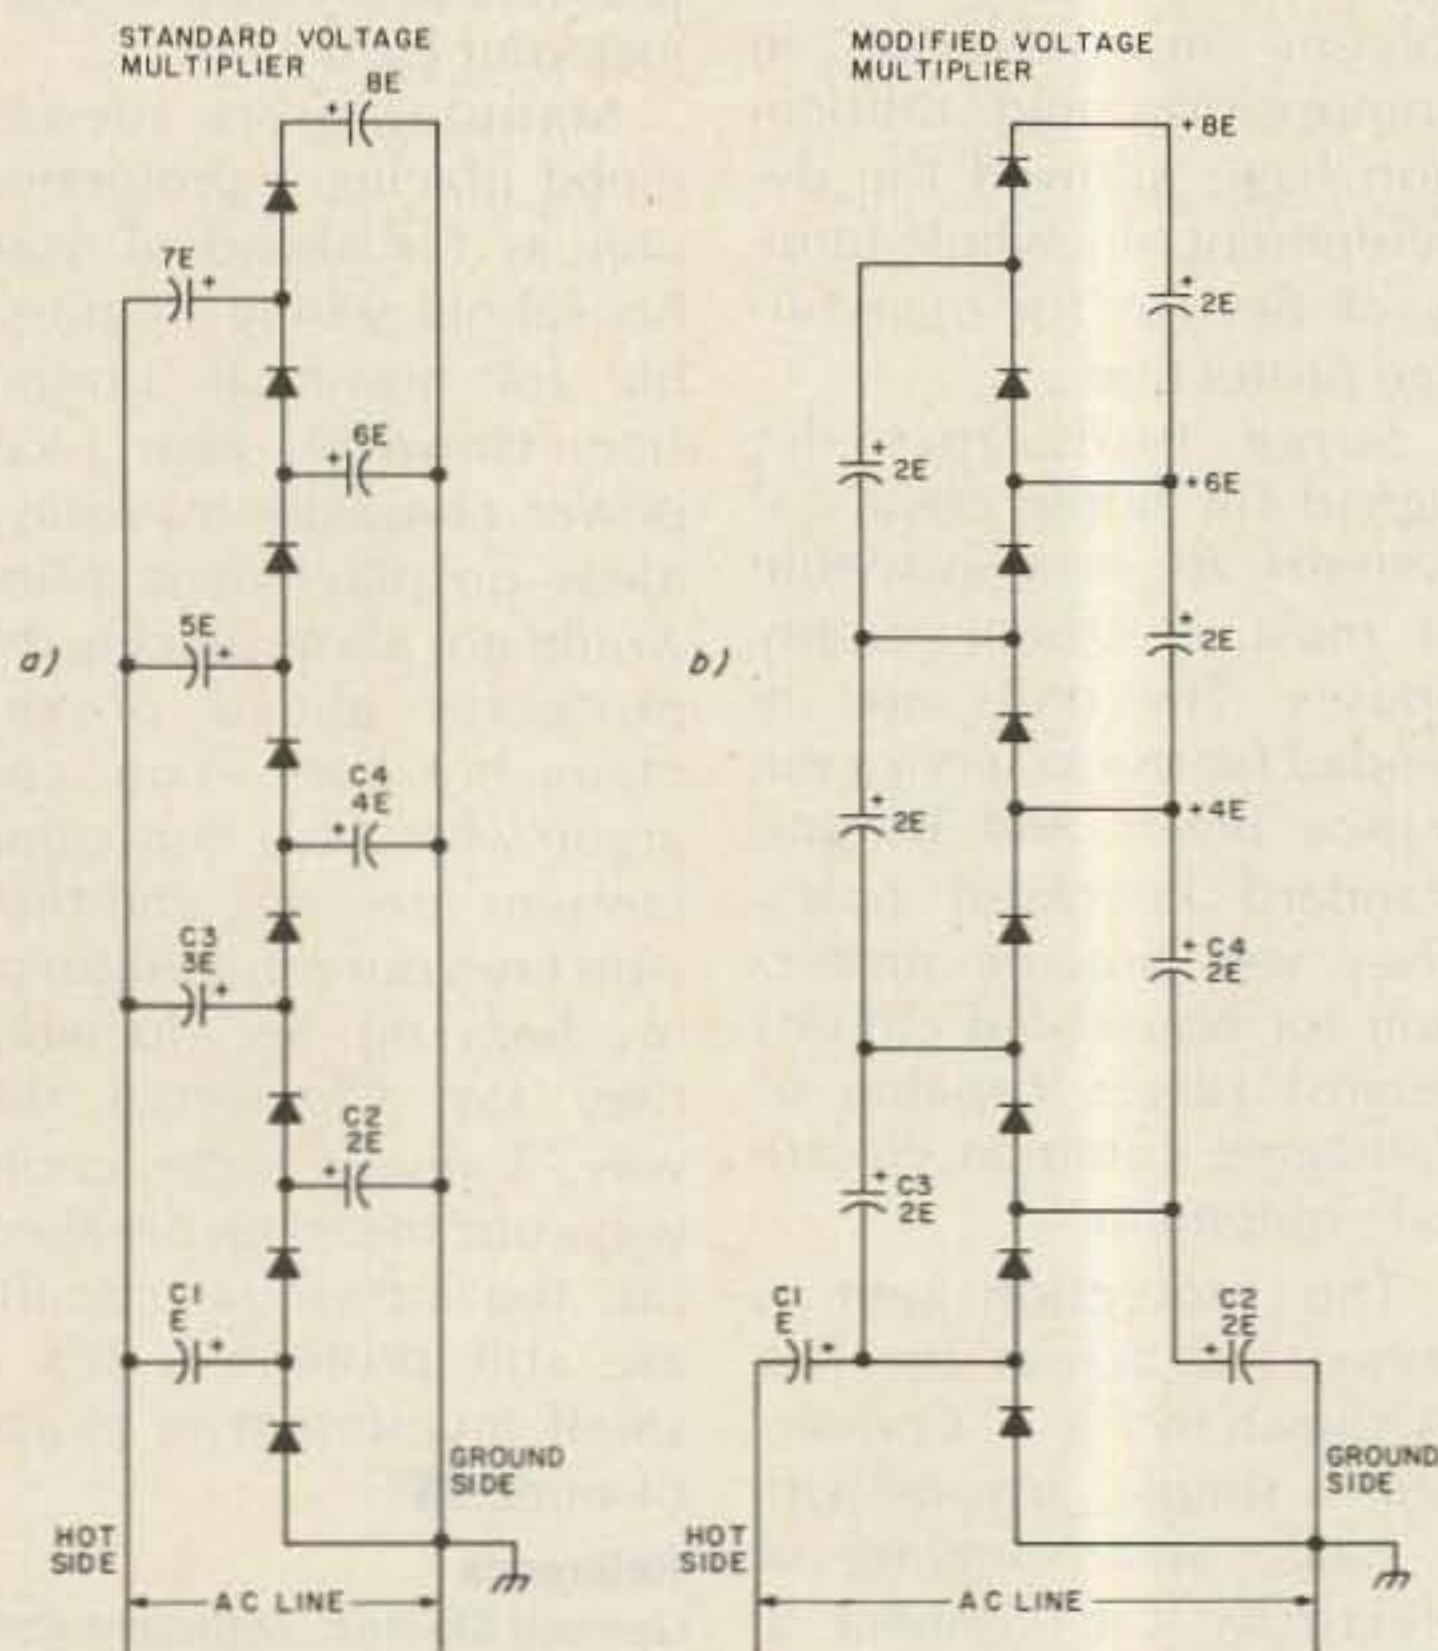 STANDARD VOLTAGE
MULTIPLIER
8E
+
7E
+
6E
+
a)
5E
+
C4
4E
+
C3
3E
+
C2
2E
+
C1
E
+
GROUND
SIDE
HOT
SIDE
AC LINE
MODIFIED VOLTAGE
MULTIPLIER
+8E
+
2E
+
2E
+6E
b)
+
2E
+
2E
+4E
+
C4
2E
+
C3
2E
C1
E
+
C2
2E
+
GROUND
SIDE
HOT
SIDE
AC LINE